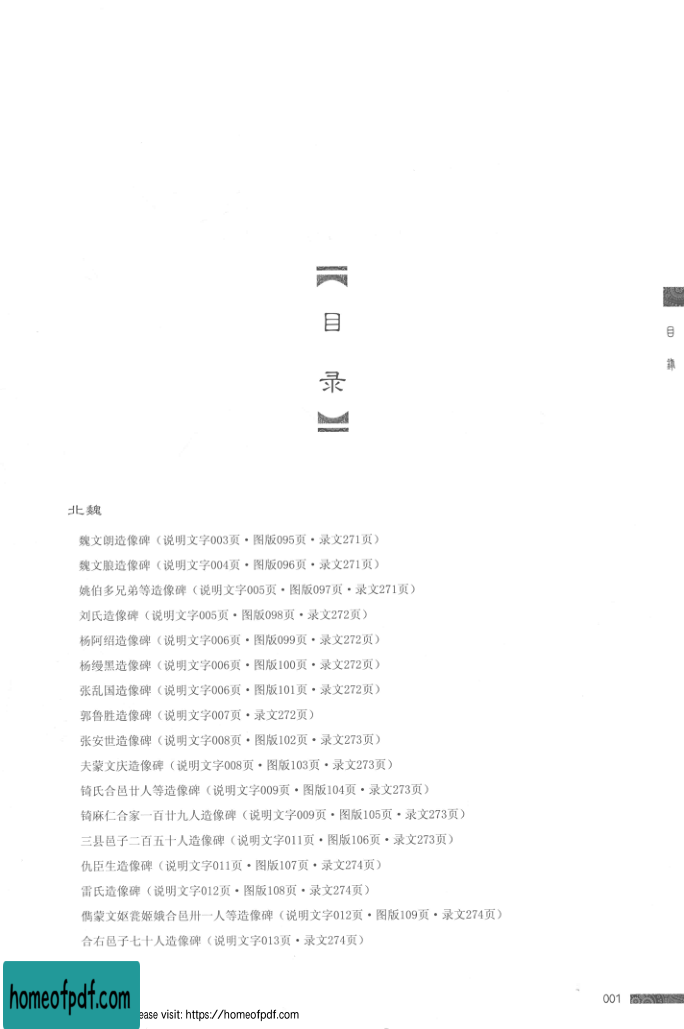 目
录
目
录
北魏
魏文朗造像碑（说明文字003页·图版095页·录文271页）
魏文朖造像碑（说明文字004页·图版096页·录文271页）
姚伯多兄弟等造像碑（说明文字005页·图版097页·录文271页）
刘氏造像碑（说明文字005页·图版098页·录文272页）
杨阿绍造像碑（说明文字006页·图版099页·录文272页）
杨缦黑造像碑（说明文字006页·图版100页·录文272页）
张乱国造像碑（说明文字006页·图版101页·录文272页）
郭鲁胜造像碑（说明文字007页·录文272页）
张安世造像碑（说明文字008页·图版102页·录文273页）
夫蒙文庆造像碑（说明文字008页·图版103页·录文273页）
锜氏合邑廿人等造像碑（说明文字009页·图版104页·录文273页）
锜麻仁合家一百廿九人造像碑（说明文字009页·图版105页·录文273页）
三县邑子二百五十人造像碑（说明文字011页·图版106页·录文273页）
仇臣生造像碑（说明文字011页·图版107页·录文274页）
雷氏造像碑（说明文字012页·图版108页·录文274页）
儁蒙文姬娥合邑卅一人等造像碑（说明文字012页·图版109页·录文274页）
合右邑子七十人造像碑（说明文字013页·录文274页）
001
homeofpdf.com
ease visit: https://homeofpdf.com